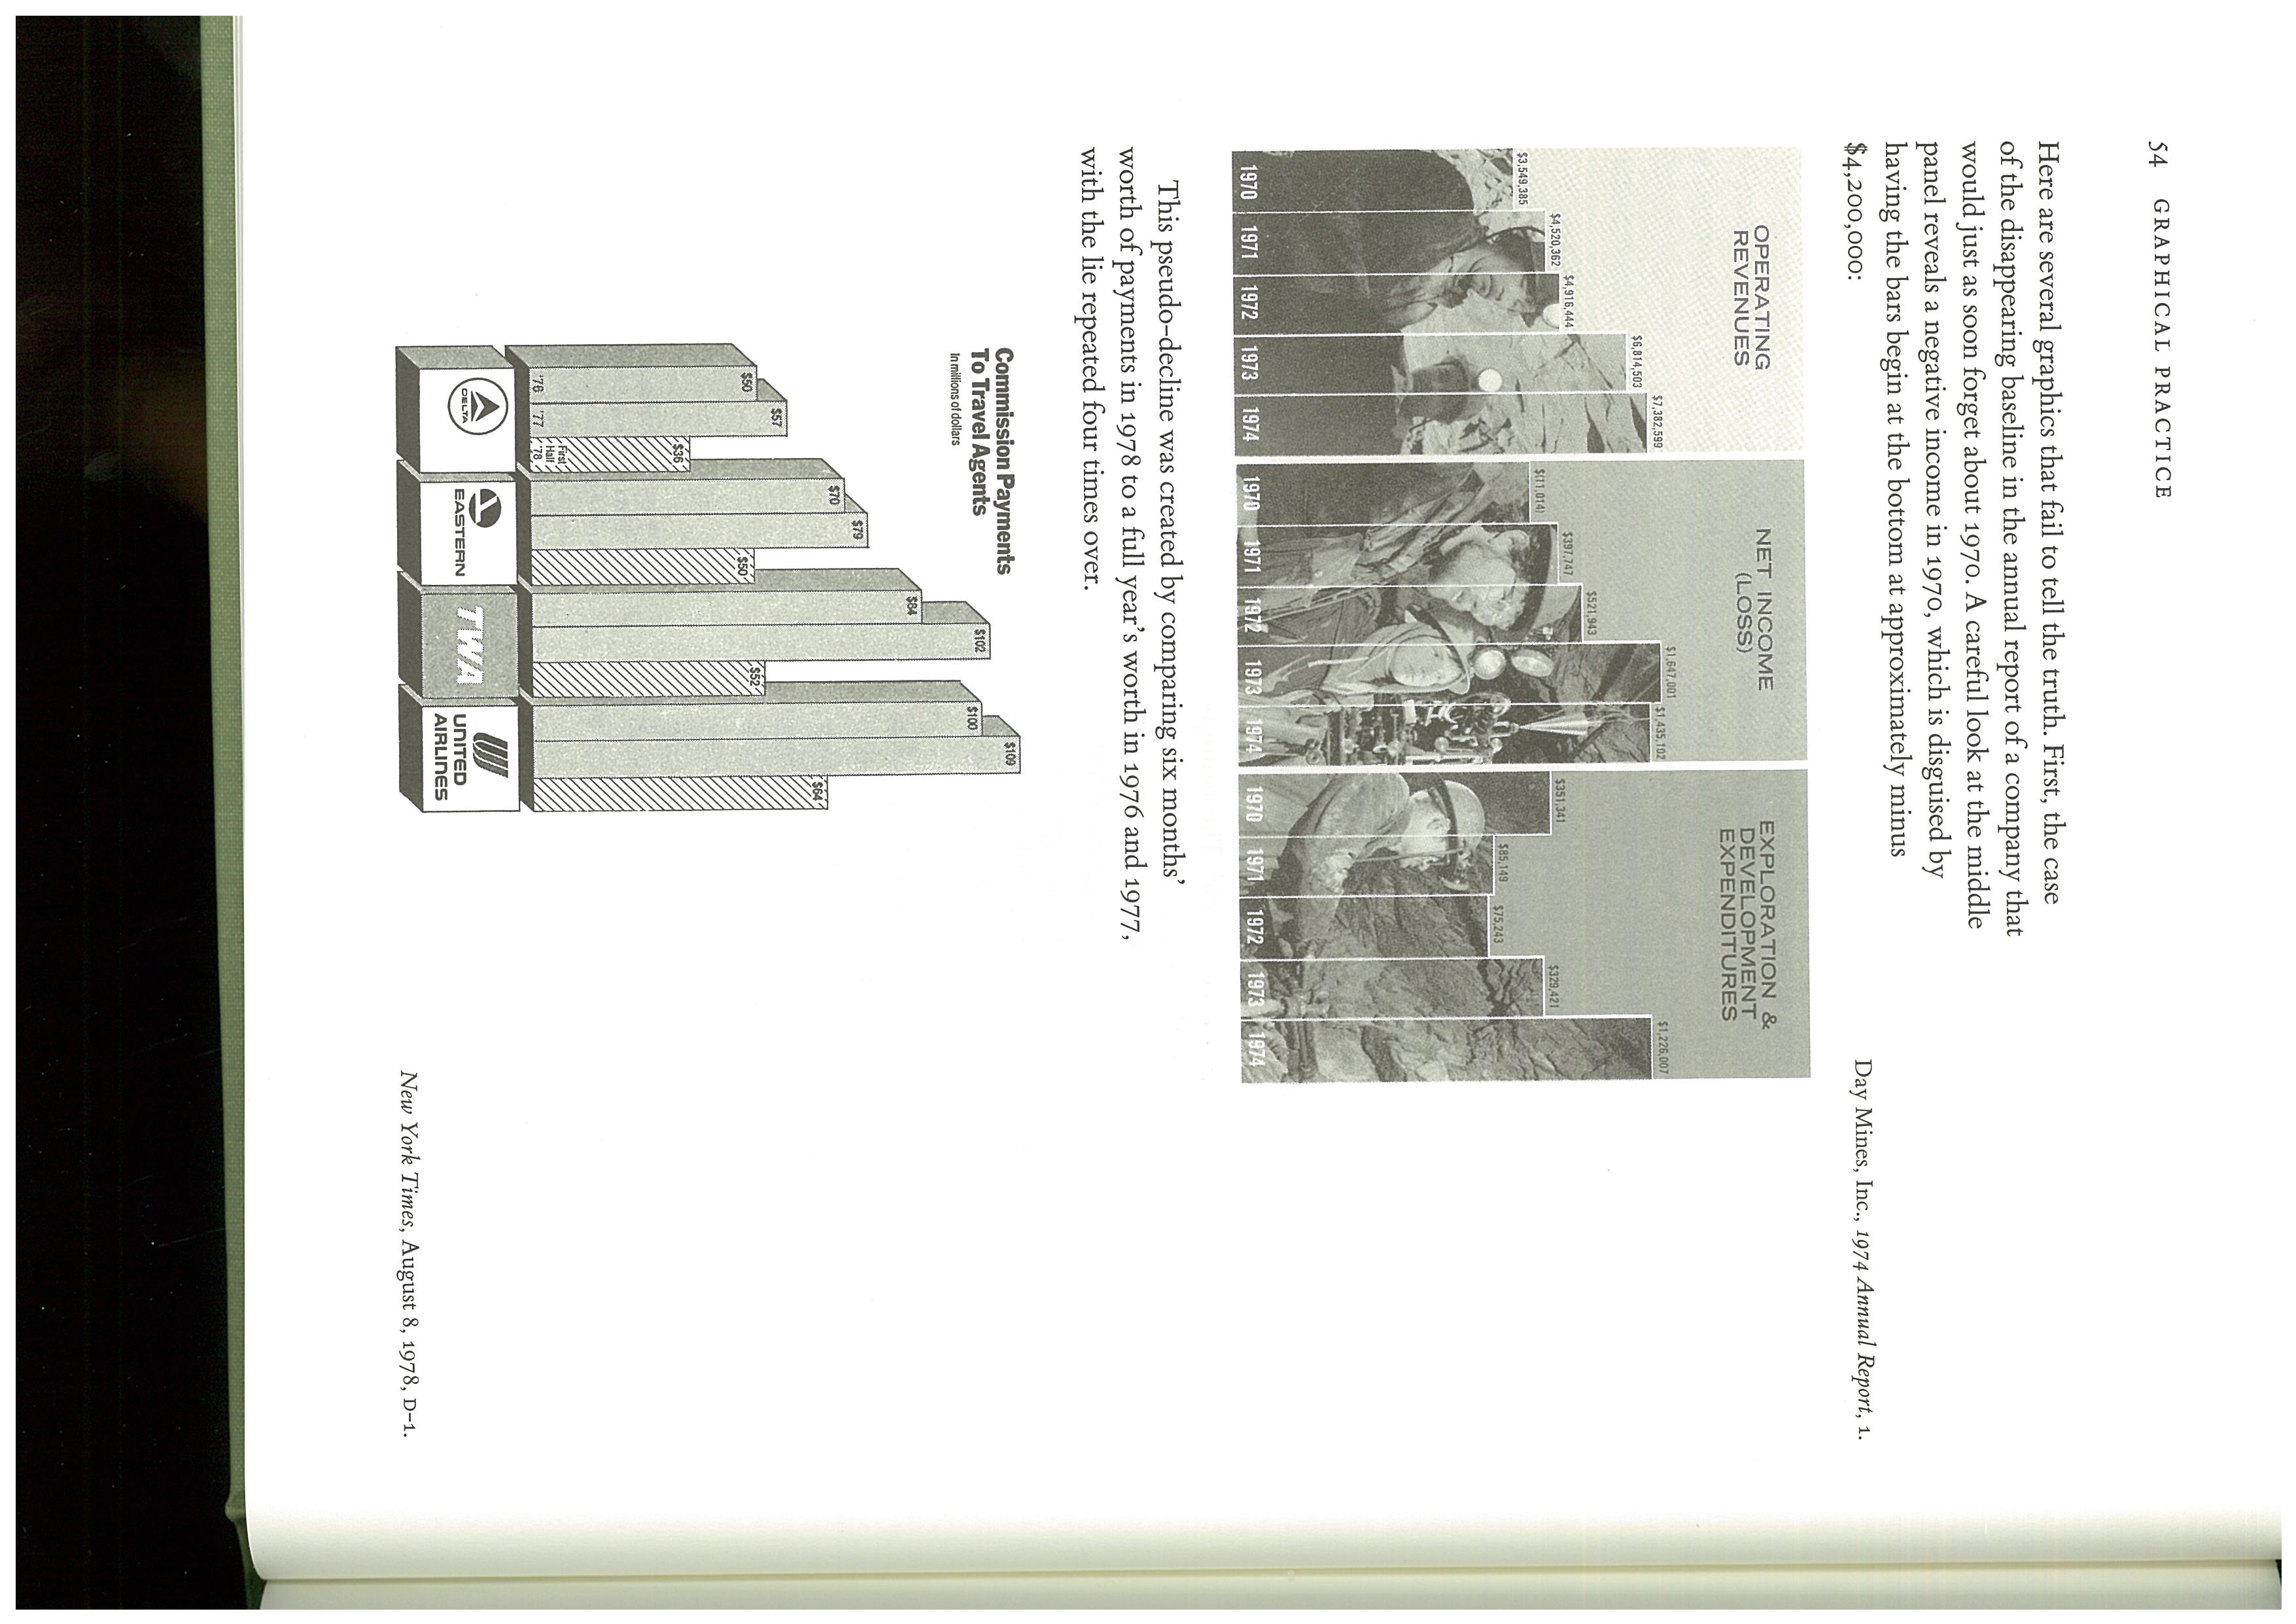 54 GRAPHICAL PRACTICE
Here are several graphics that fail to tell the truth. First, the case
of the disappearing baseline in the annual report of a company that
would just as soon forget about 1970. A careful look at the middle
panel reveals a negative income in 1970, which is disguised by
having the bars begin at the bottom at approximately minus
$4,200,000:
Day Mines, Inc., 1974 Annual Report, 1.
OPERATING
REVENUES
$3,549,385
$4,520,362
$4,916,444
$6,814,503
$7,382,599
1970 1971 1972 1973 1974
NET INCOME
(LOSS)
$(11,014)
$397,747
$521,943
$1,647,001
$1,435,102
1970 1971 1972 1973 1974
EXPLORATION &
DEVELOPMENT
EXPENDITURES
$351,341
$85,149
$75,243
$329,421
$1,226,007
1970 1971 1972 1973 1974
This pseudo-decline was created by comparing six months’
worth of payments in 1978 to a full year’s worth in 1976 and 1977,
with the lie repeated four times over.
Commission Payments
To Travel Agents
In millions of dollars
$50
$57
$36
$70
$79
$50
$84
$102
$52
$100
$109
$64
'76 '77 First
Half
'78
DELTA
EASTERN
TWA
UNITED
AIRLINES
New York Times, August 8, 1978, D-1.